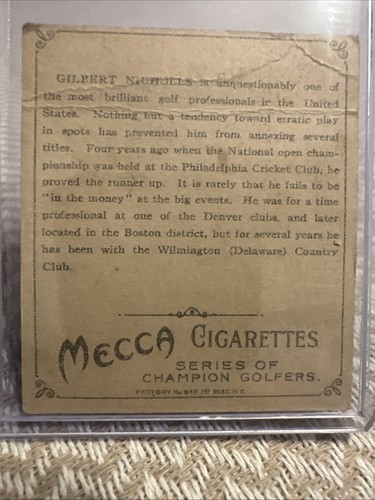 GILBERT NICHOLLS is unquestionably one of
the most brilliant golf professionals in the United
States. Nothing but a tendency toward erratic play
in spots has prevented him from annexing several
titles. Four years ago when the National open cham-
pionship was held at the Philadelphia Cricket Club, he
proved the runner up. It is rarely that he fails to be
"in the money" at the big events. He was for a time
professional at one of the Denver clubs, and later
located in the Boston district, but for several years he
has been with the Wilmington (Delaware) Country
Club.
MECCA CIGARETTES
SERIES OF
CHAMPION GOLFERS.
FACTORY No 649 1st DIST. N.Y.